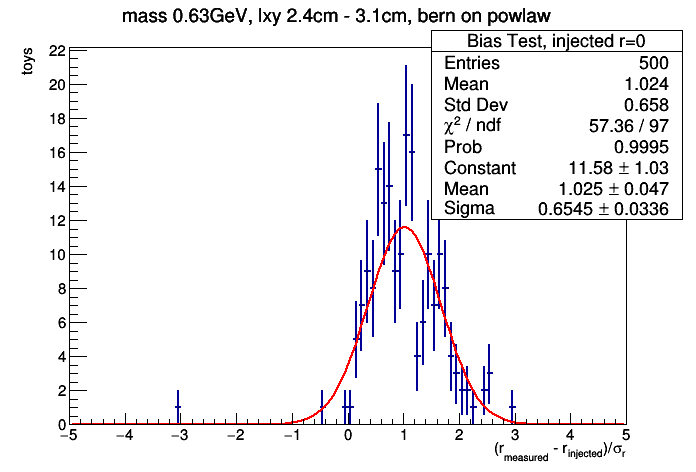 mass 0.63GeV, lxy 2.4cm - 3.1cm, bern on powlaw
Bias Test, injected r=0
Entries 500
Mean 1.024
Std Dev 0.658
χ² / ndf 57.36 / 97
Prob 0.9995
Constant 11.58 ± 1.03
Mean 1.025 ± 0.047
Sigma 0.6545 ± 0.0336
toys
22
20
18
16
14
12
10
8
6
4
2
0
−5 −4 −3 −2 −1 0 1 2 3 4 5
(r_measured - r_injected)/σ_r